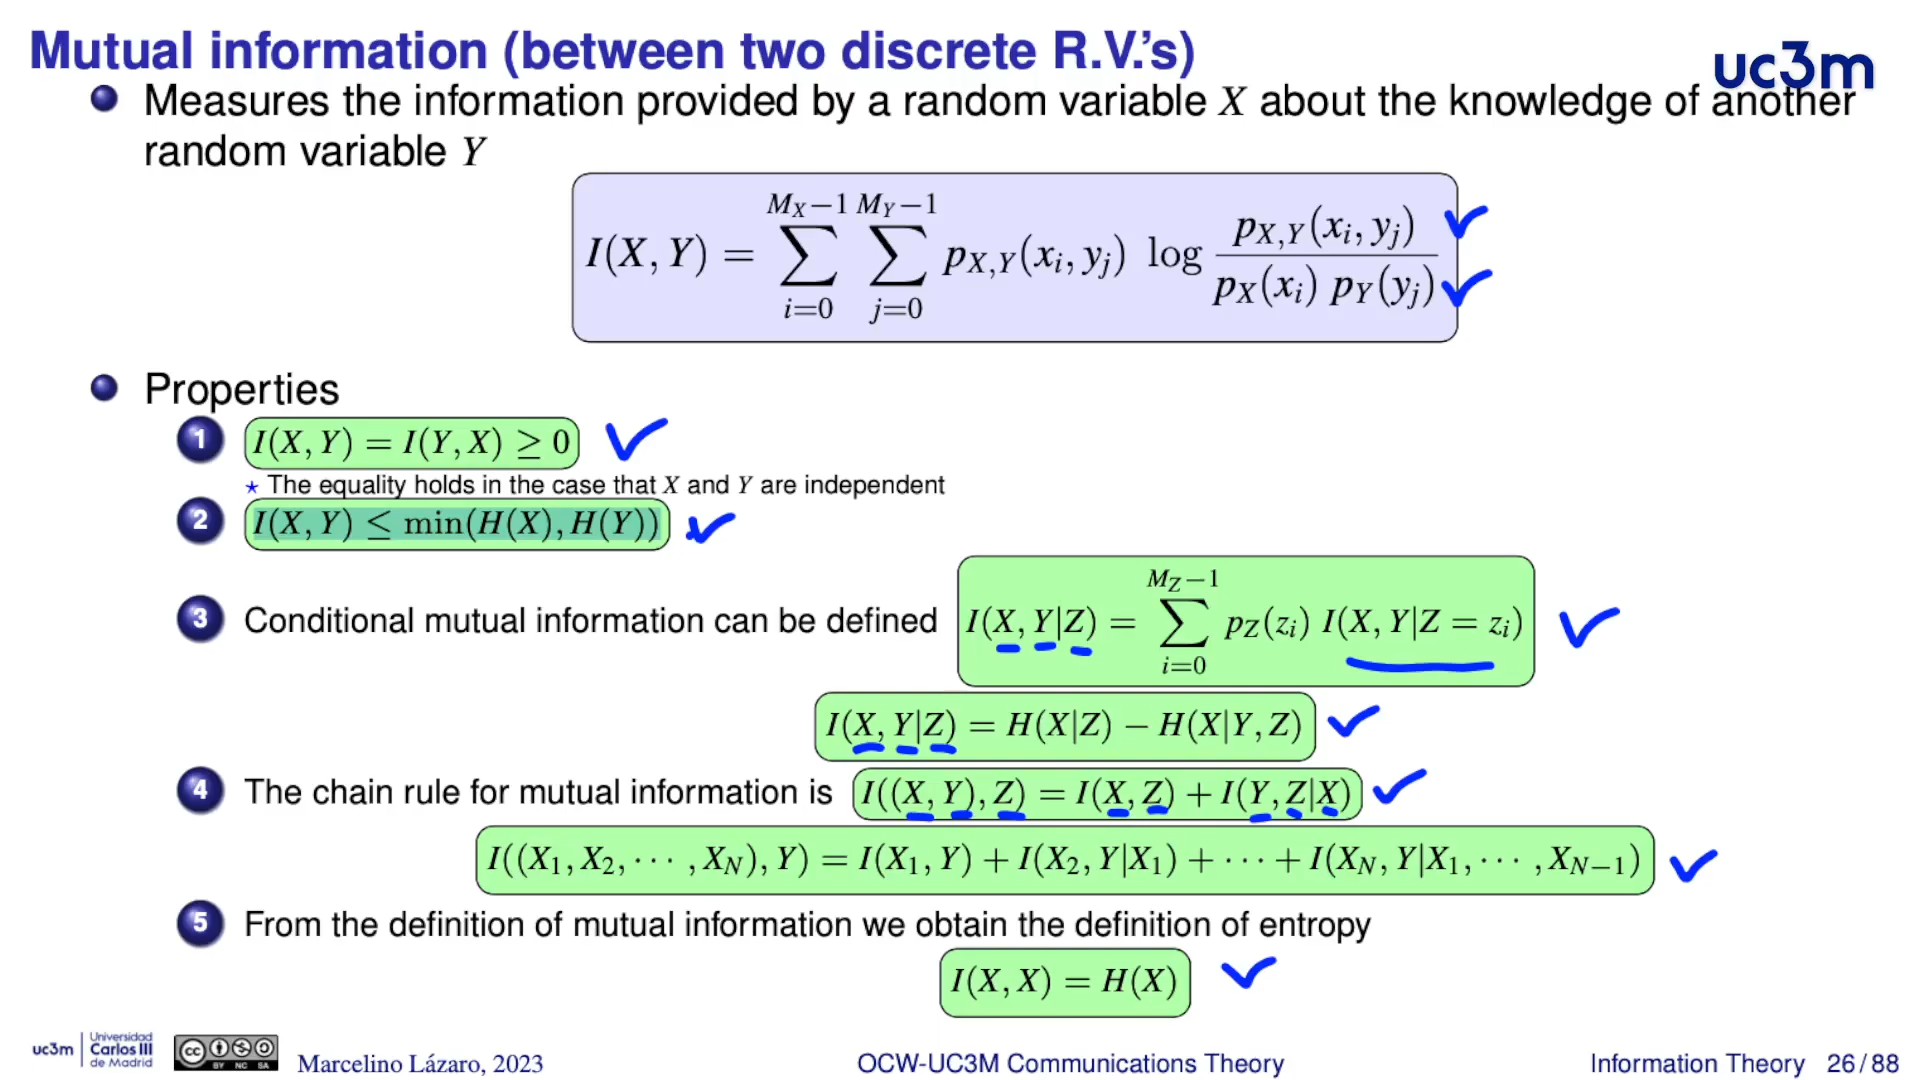 Mutual information (between two discrete R.V.'s)
uc3m
Measures the information provided by a random variable X about the knowledge of another
random variable Y
I(X, Y) = ∑_{i=0}^{M_X−1} ∑_{j=0}^{M_Y−1} p_{X,Y}(x_i, y_j) log p_{X,Y}(x_i, y_j) / p_X(x_i) p_Y(y_j)
Properties
1 I(X, Y) = I(Y, X) ≥ 0
⋆ The equality holds in the case that X and Y are independent
2 I(X, Y) ≤ min(H(X), H(Y))
3 Conditional mutual information can be defined I(X, Y|Z) = ∑_{i=0}^{M_Z−1} p_Z(z_i) I(X, Y|Z = z_i)
I(X, Y|Z) = H(X|Z) − H(X|Y, Z)
4 The chain rule for mutual information is I((X, Y), Z) = I(X, Z) + I(Y, Z|X)
I((X_1, X_2, ⋯ , X_N), Y) = I(X_1, Y) + I(X_2, Y|X_1) + ⋯ + I(X_N, Y|X_1, ⋯ , X_{N−1})
5 From the definition of mutual information we obtain the definition of entropy
I(X, X) = H(X)
uc3m Universidad
Carlos III
de Madrid
cc BY NC SA
Marcelino Lázaro, 2023
OCW-UC3M Communications Theory
Information Theory 26 / 88